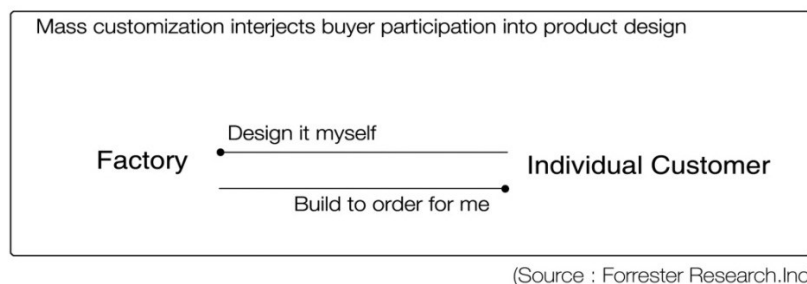 Mass customization interjects buyer participation into product design
Design it myself
Factory
Individual Customer
Build to order for me
(Source : Forrester Research.Inc